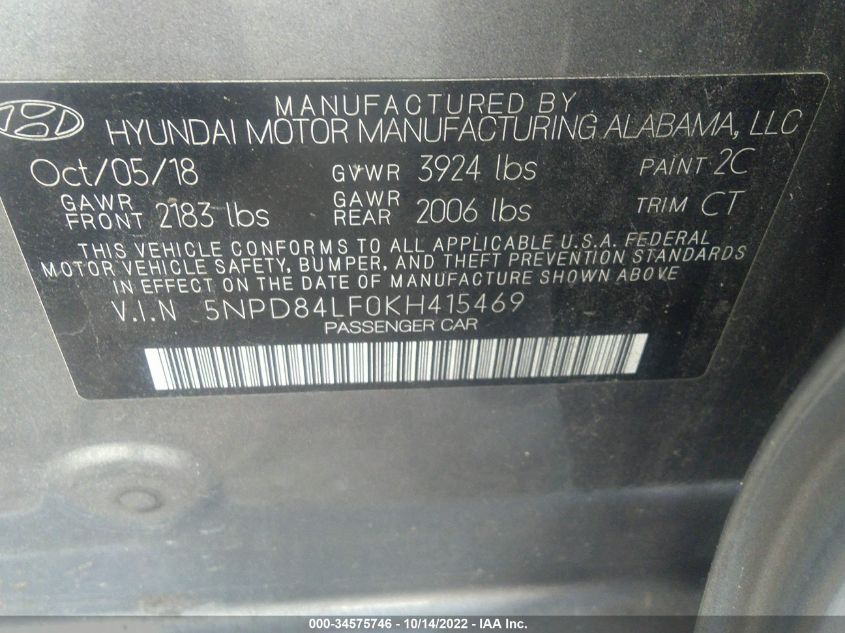 MANUFACTURED BY
HYUNDAI MOTOR MANUFACTURING ALABAMA, LLC
Oct/05/18 GVWR 3924 lbs PAINT 2C
GAWR FRONT 2183 lbs GAWR REAR 2006 lbs TRIM CT
THIS VEHICLE CONFORMS TO ALL APPLICABLE U.S.A. FEDERAL
MOTOR VEHICLE SAFETY, BUMPER, AND THEFT PREVENTION STANDARDS
IN EFFECT ON THE DATE OF MANUFACTURE SHOWN ABOVE.
V.I.N 5NPD84LF0KH415469
PASSENGER CAR
000-34575746 - 10/14/2022 - IAA Inc.